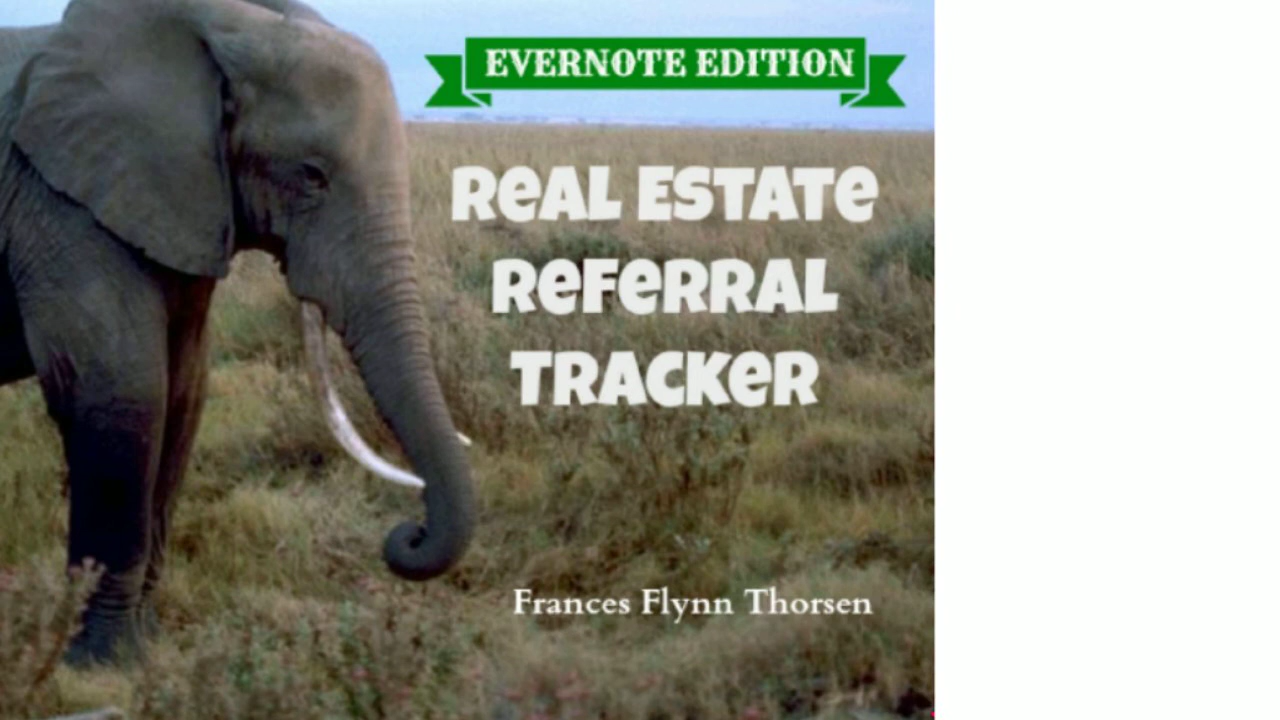 EVERNOTE EDITION
ReAL ESTATe
ReFeRRAL
TRACKeR
Frances Flynn Thorsen